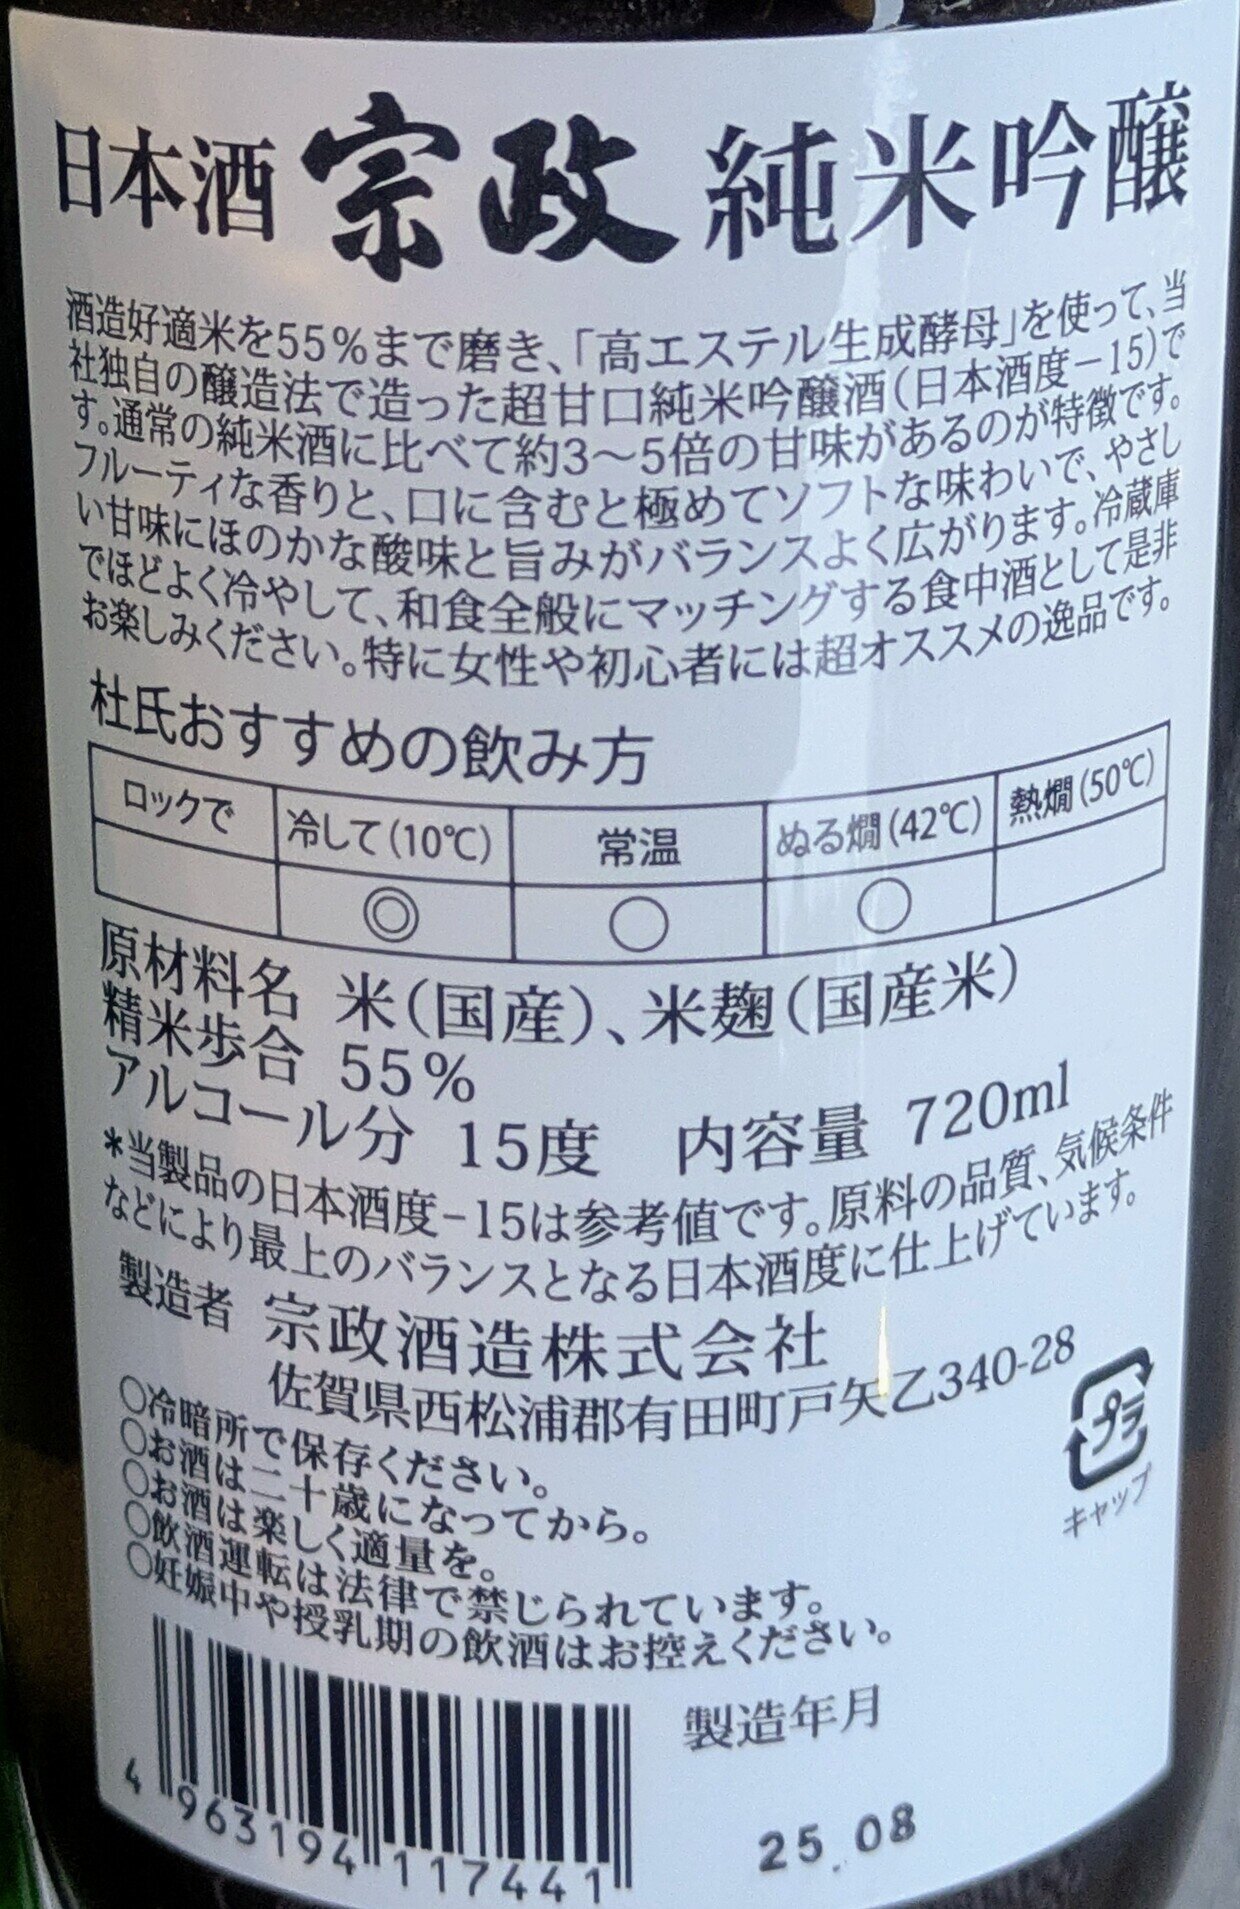 日本酒 宗政 純米吟醸
酒造好適米を55%まで磨き、「高エステル生成酵母」を使って、当
社独自の醸造法で造った超甘口純米吟醸酒(日本酒度-15)で
す。通常の純米酒に比べて約3～5倍の甘味があるのが特徴です。
フルーティな香りと、口に含むと極めてソフトな味わいで、やさし
い甘味にほのかな酸味と旨みがバランスよく広がります。冷蔵庫
でほどよく冷やして、和食全般にマッチングする食中酒として是非
お楽しみください。特に女性や初心者には超オススメの逸品です。
杜氏おすすめの飲み方
ロックで 冷して(10℃) 常温 ぬる燗(42℃) 熱燗(50℃)
◎ ○ ○
原材料名 米(国産)、米麹(国産米)
精米歩合 55%
アルコール分 15度 内容量 720ml
*当製品の日本酒度-15は参考値です。原料の品質、気候条件
などにより最上のバランスとなる日本酒度に仕上げています。
製造者 宗政酒造株式会社
佐賀県西松浦郡有田町戸矢乙340-28
○冷暗所で保存ください。
○お酒は二十歳になってから。
○お酒は楽しく適量を。
○飲酒運転は法律で禁じられています。
○妊娠中や授乳期の飲酒はお控えください。
プラ
キャップ
製造年月
25.08
4 963194 117441